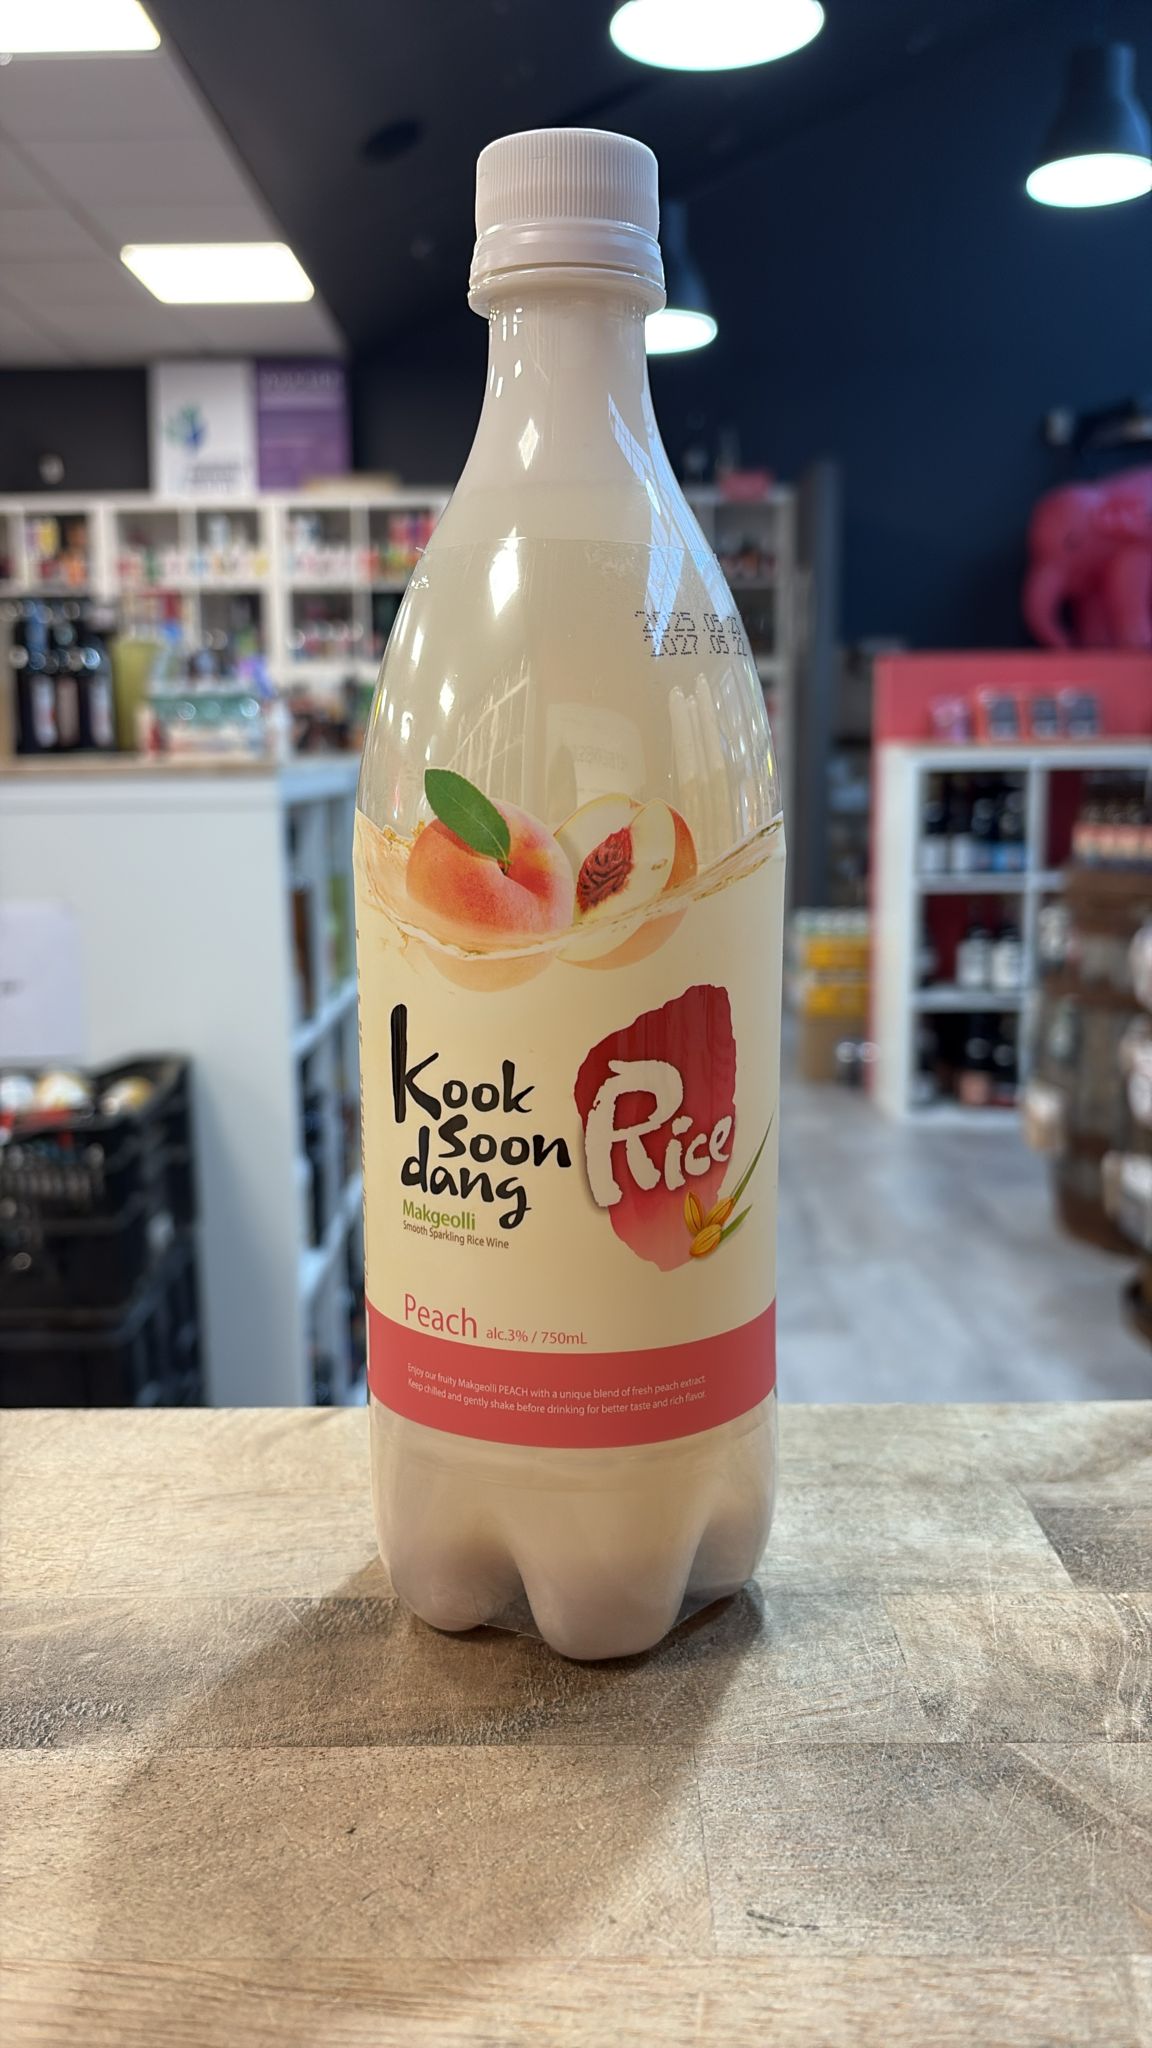 2025.05.23
2027.05.22
Kook
Soon
dang
Rice
Makgeolli
Smooth Sparkling Rice Wine
Peach alc.3% / 750mL
Enjoy our fruity Makgeolli PEACH with a unique blend of fresh peach extract.
Keep chilled and gently shake before drinking for better taste and rich flavor.